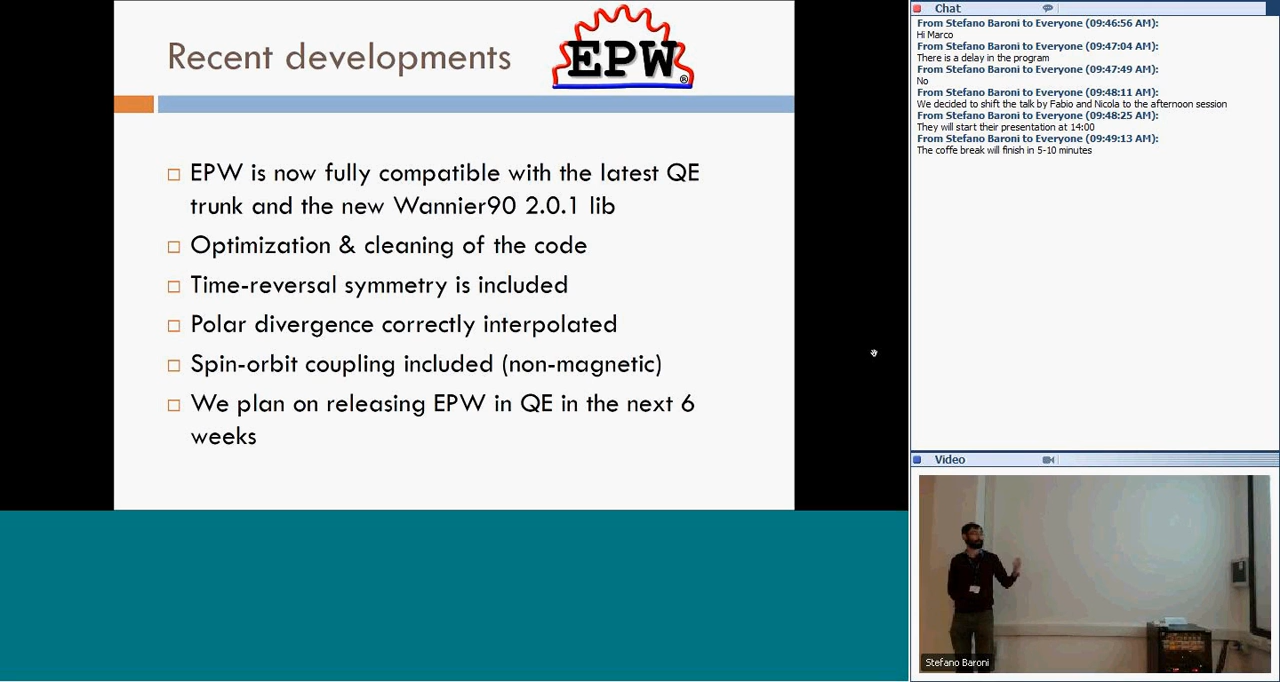 Recent developments
EPW
®
EPW is now fully compatible with the latest QE
trunk and the new Wannier90 2.0.1 lib
Optimization & cleaning of the code
Time-reversal symmetry is included
Polar divergence correctly interpolated
Spin-orbit coupling included (non-magnetic)
We plan on releasing EPW in QE in the next 6
weeks
Chat
From Stefano Baroni to Everyone (09:46:56 AM):
Hi Marco
From Stefano Baroni to Everyone (09:47:04 AM):
There is a delay in the program
From Stefano Baroni to Everyone (09:47:49 AM):
No
From Stefano Baroni to Everyone (09:48:11 AM):
We decided to shift the talk by Fabio and Nicola to the afternoon session
From Stefano Baroni to Everyone (09:48:25 AM):
They will start their presentation at 14:00
From Stefano Baroni to Everyone (09:49:13 AM):
The coffe break will finish in 5-10 minutes
Video
Stefano Baroni